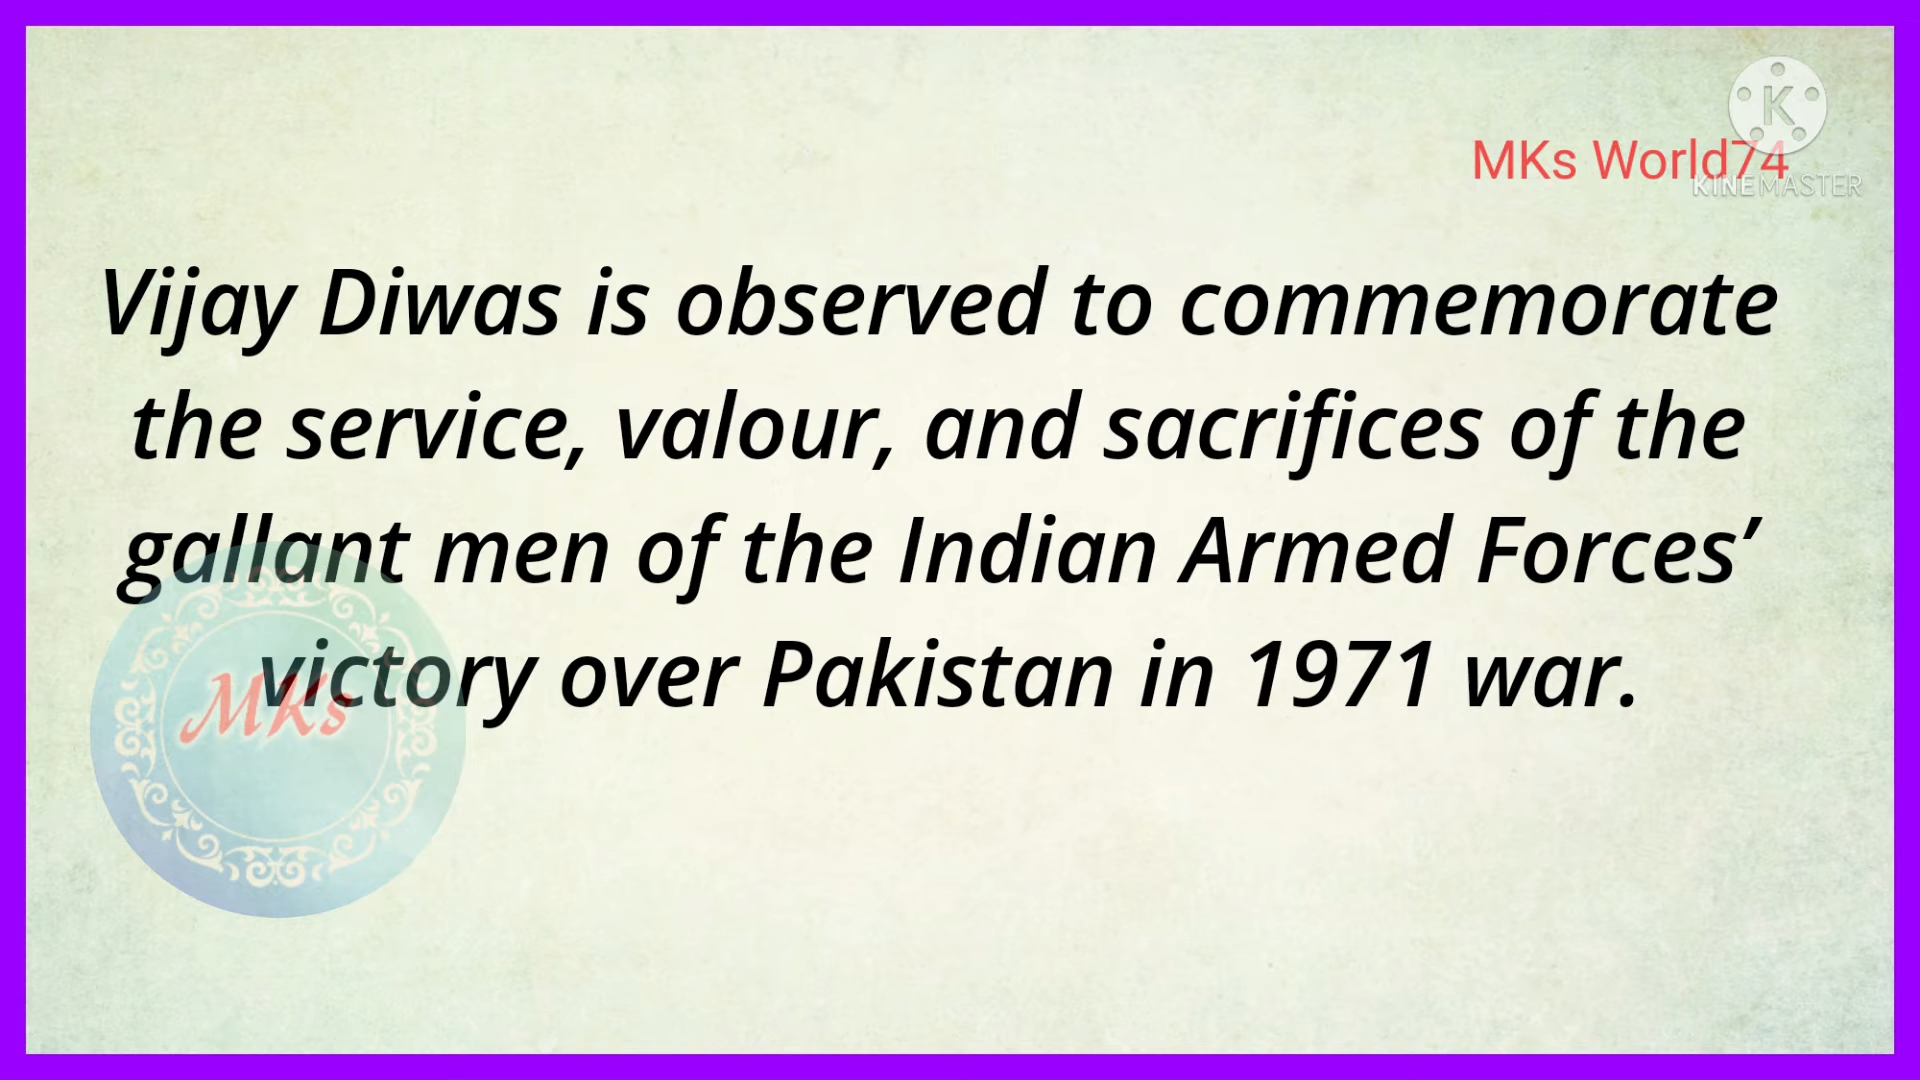 K
MKs World74
KINEMASTER
Vijay Diwas is observed to commemorate
the service, valour, and sacrifices of the
gallant men of the Indian Armed Forces’
victory over Pakistan in 1971 war.
MKs